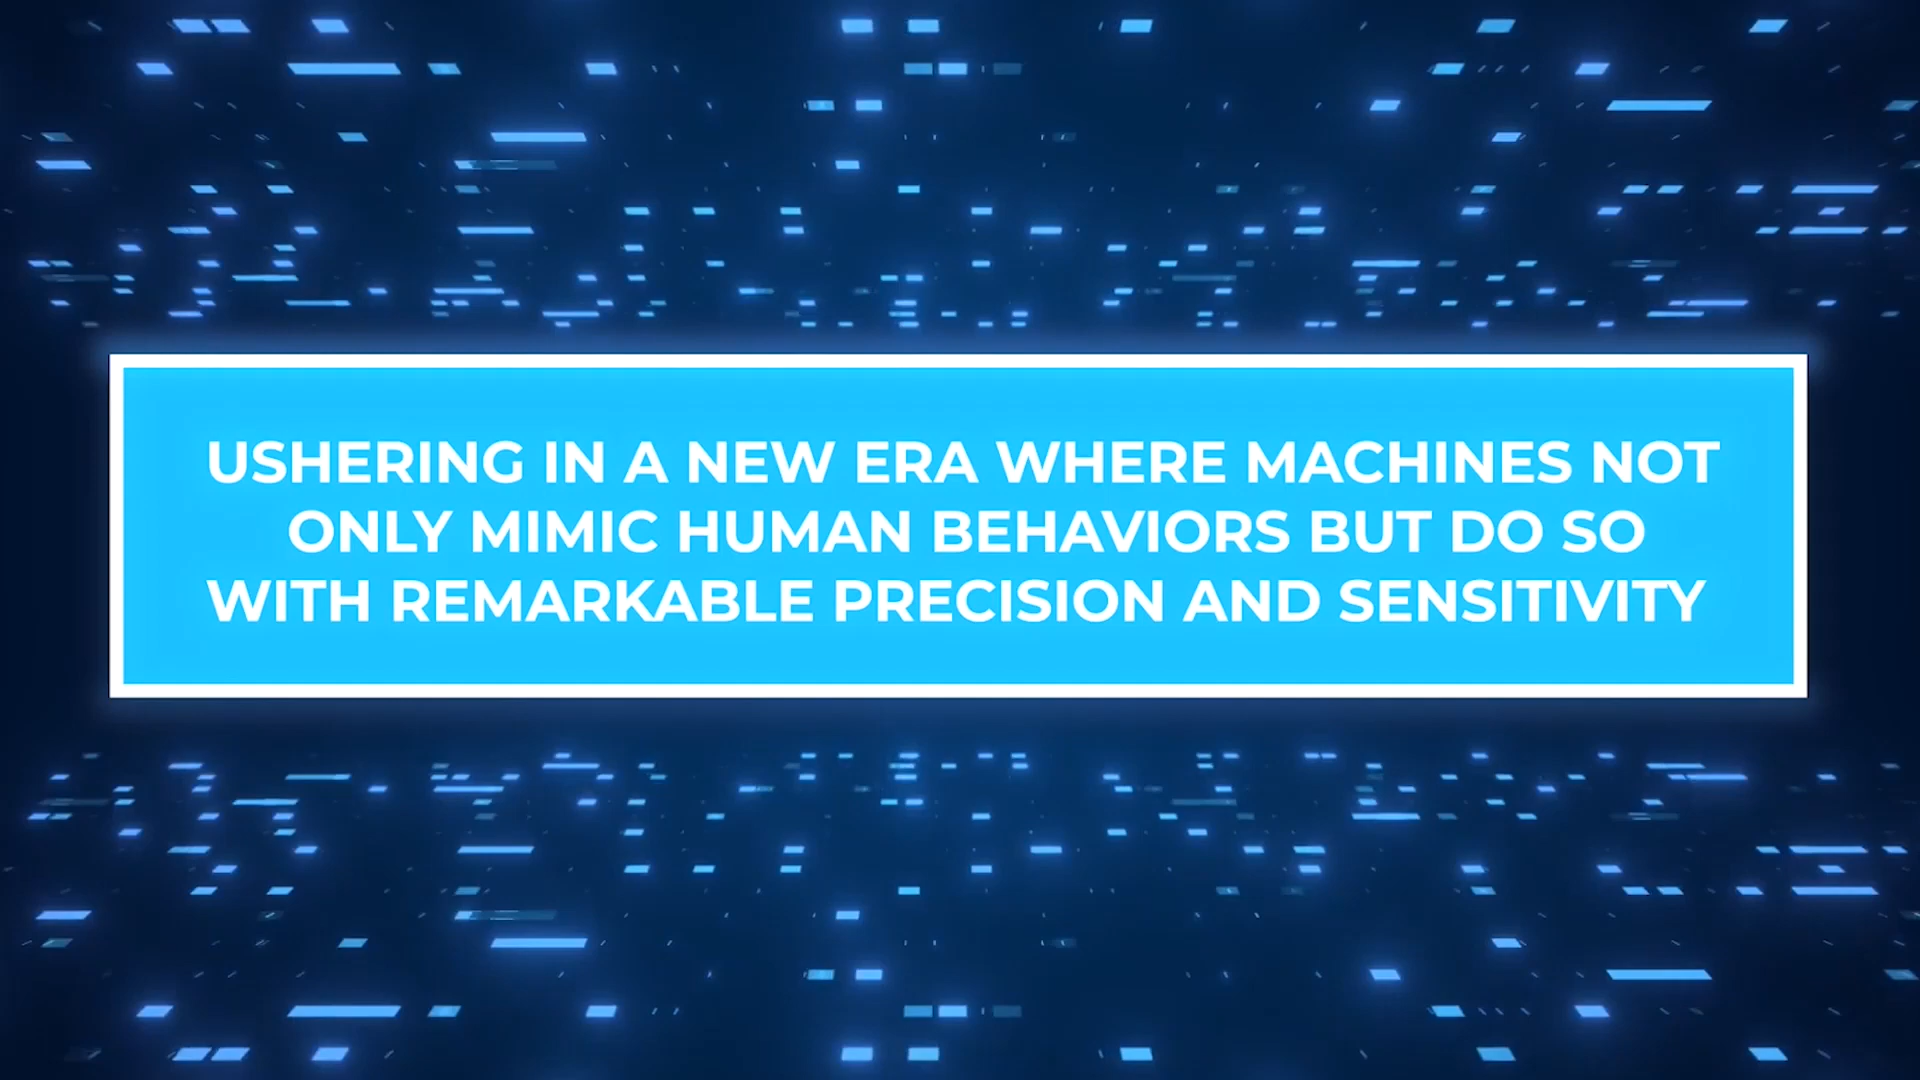 USHERING IN A NEW ERA WHERE MACHINES NOT
ONLY MIMIC HUMAN BEHAVIORS BUT DO SO
WITH REMARKABLE PRECISION AND SENSITIVITY